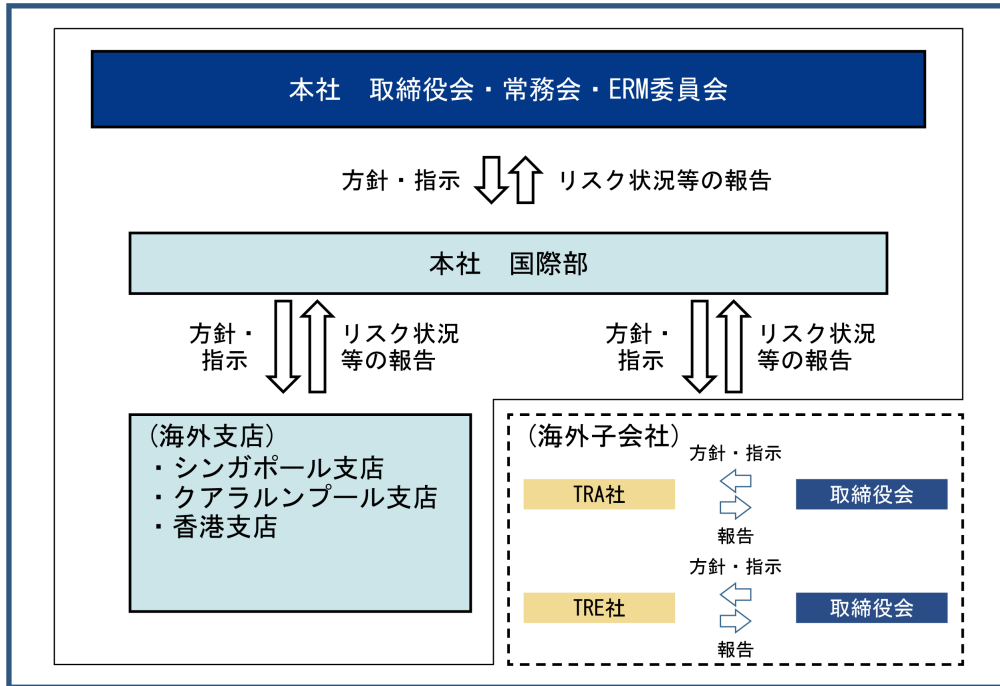 本社　取締役会・常務会・ERM委員会
方針・指示
リスク状況等の報告
本社　国際部
方針・
指示
リスク状況
等の報告
方針・
指示
リスク状況
等の報告
(海外支店)
・シンガポール支店
・クアラルンプール支店
・香港支店
(海外子会社)
方針・指示
TRA社
取締役会
報告
方針・指示
TRE社
取締役会
報告